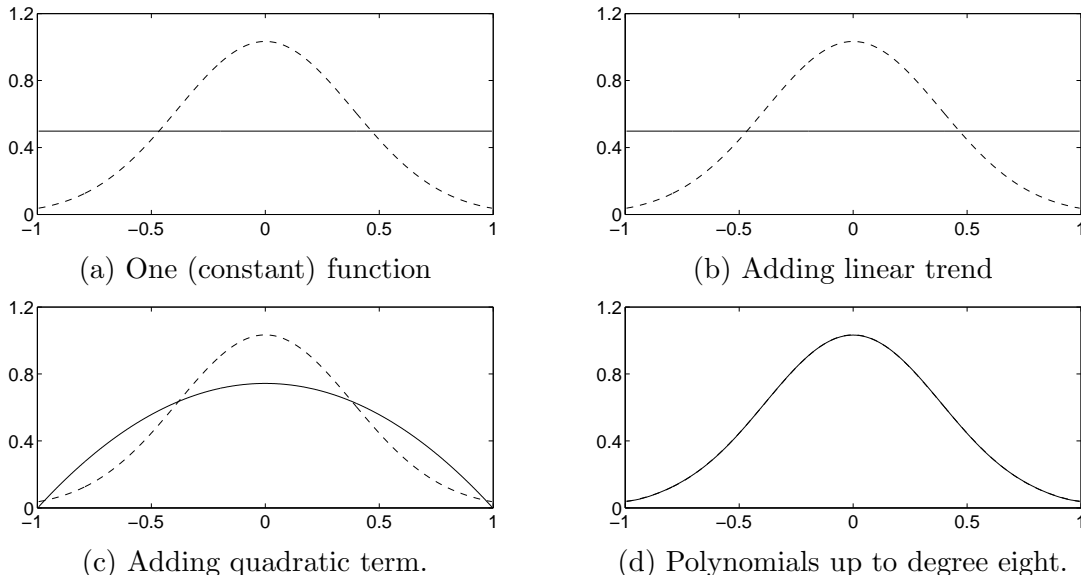 1.2
0.8
0.4
0
−1 −0.5 0 0.5 1
(a) One (constant) function
1.2
0.8
0.4
0
−1 −0.5 0 0.5 1
(b) Adding linear trend
1.2
0.8
0.4
0
−1 −0.5 0 0.5 1
(c) Adding quadratic term.
1.2
0.8
0.4
0
−1 −0.5 0 0.5 1
(d) Polynomials up to degree eight.